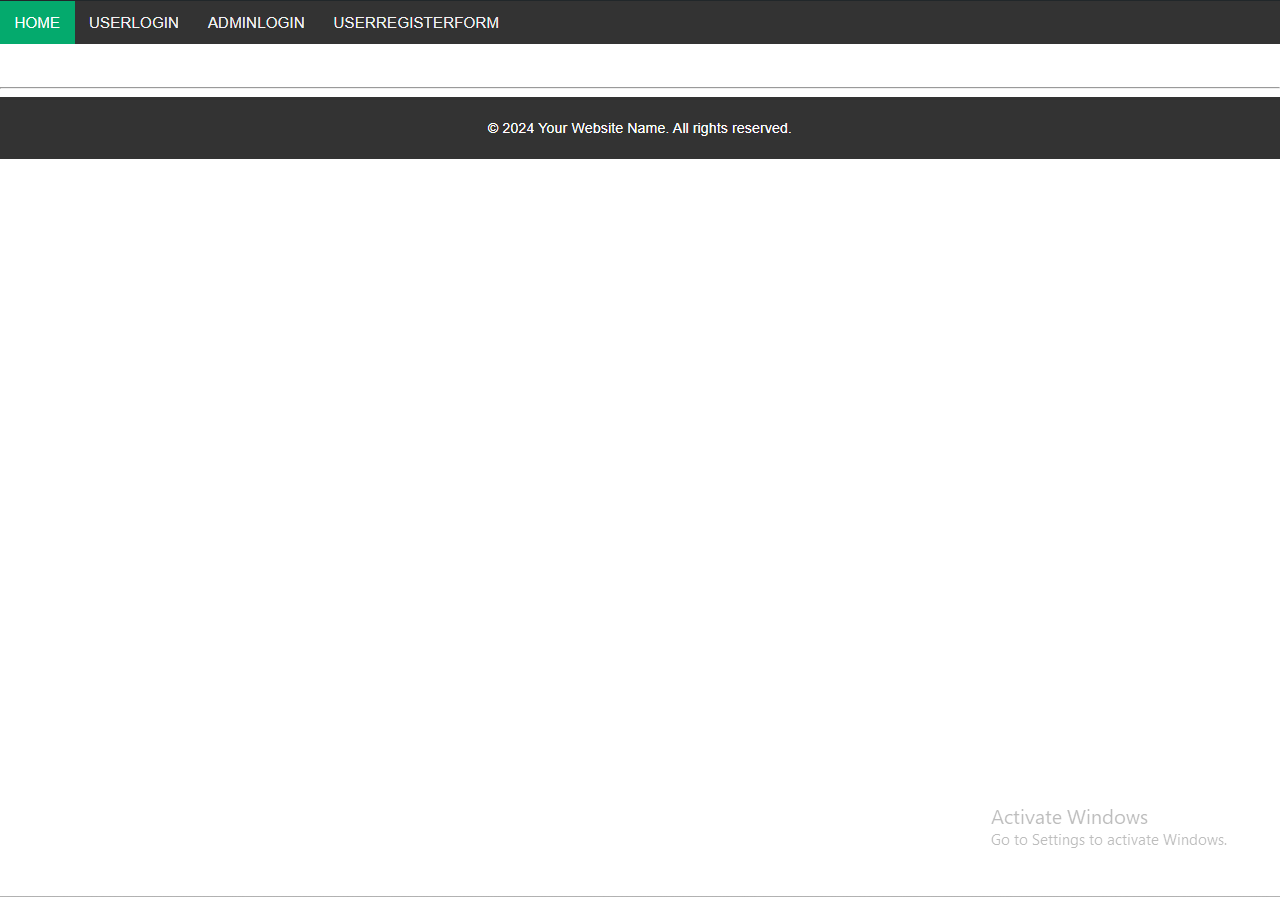 HOME USERLOGIN ADMINLOGIN USERREGISTERFORM
© 2024 Your Website Name. All rights reserved.
Activate Windows
Go to Settings to activate Windows.